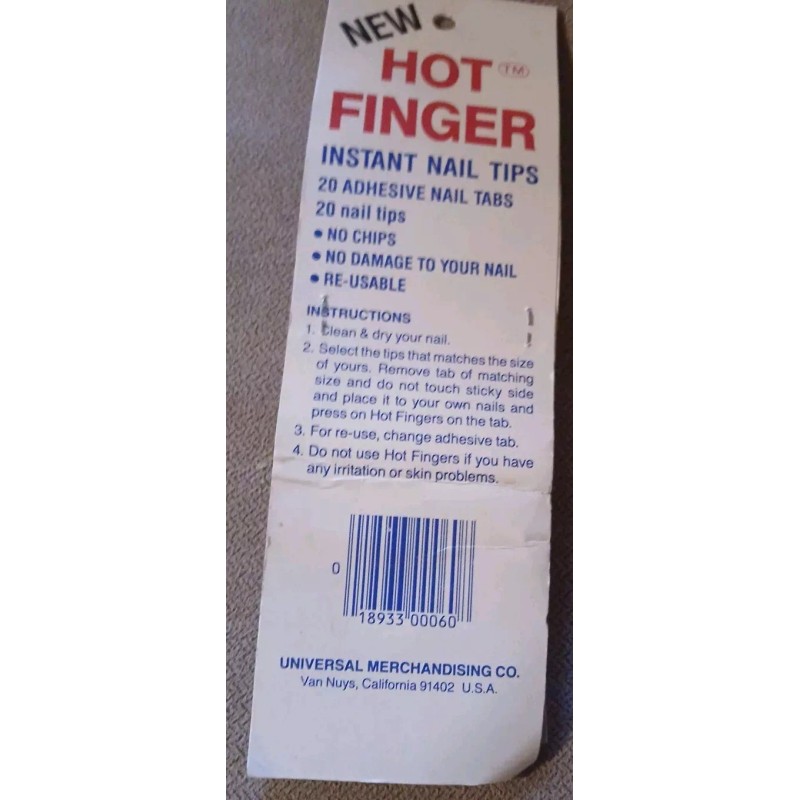 NEW
HOT TM
FINGER
INSTANT NAIL TIPS
20 ADHESIVE NAIL TABS
20 nail tips
• NO CHIPS
• NO DAMAGE TO YOUR NAIL
• RE-USABLE
INSTRUCTIONS
1. Clean & dry your nail.
2. Select the tips that matches the size
of yours. Remove tab of matching
size and do not touch sticky side
and place it to your own nails and
press on Hot Fingers on the tab.
3. For re-use, change adhesive tab.
4. Do not use Hot Fingers if you have
any irritation or skin problems.
0 18933 00060
UNIVERSAL MERCHANDISING CO.
Van Nuys, California 91402 U.S.A.